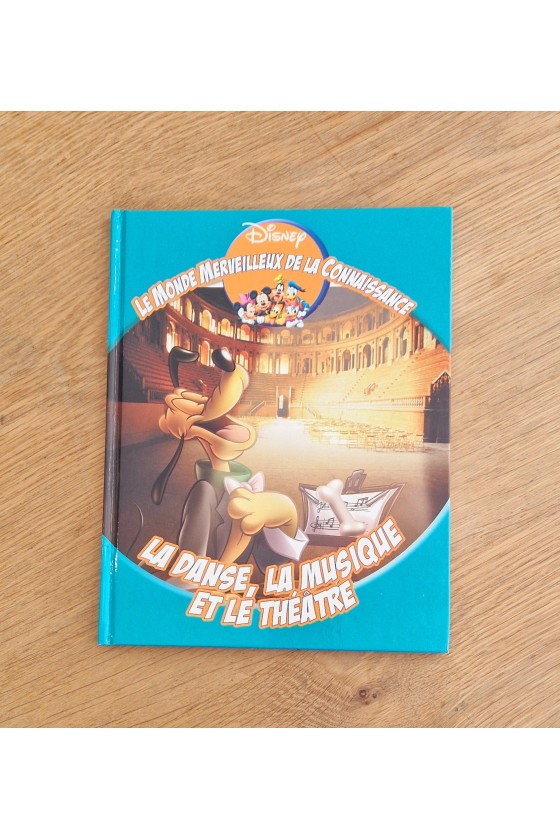 Disney
Le Monde Merveilleux de la Connaissance
La danse, la musique
et le théâtre